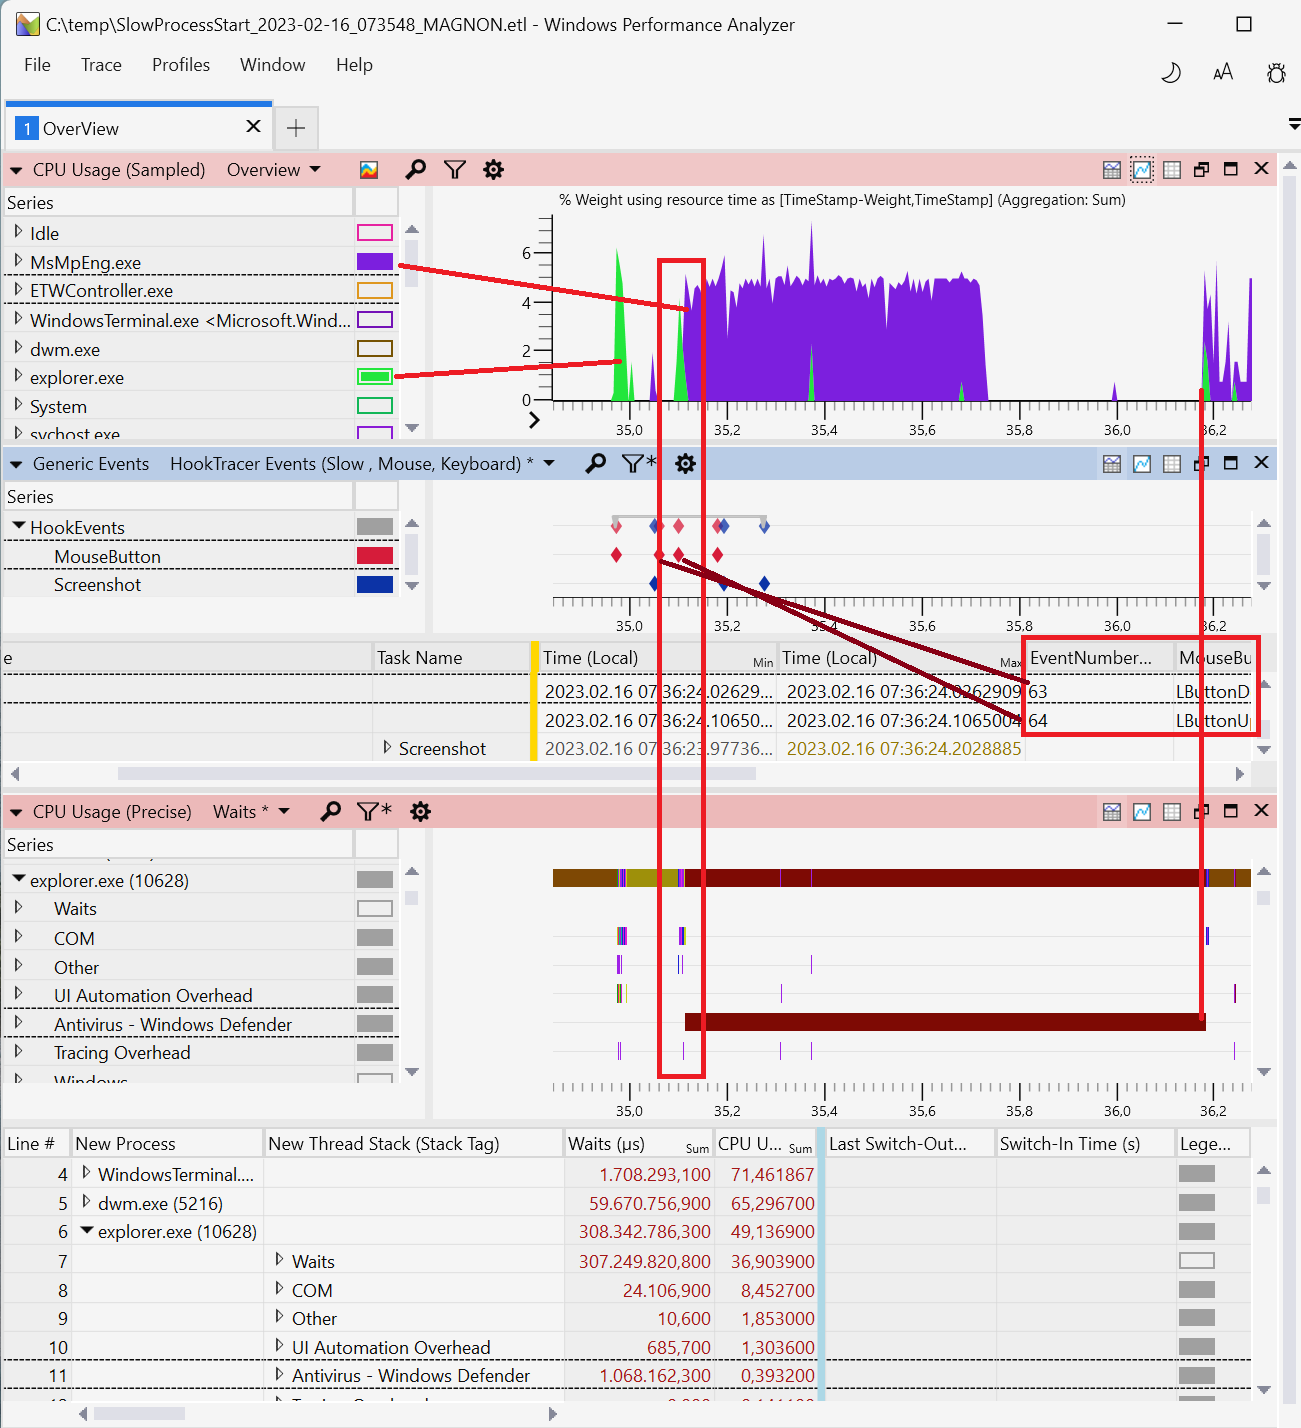 C:\temp\SlowProcessStart_2023-02-16_073548_MAGNON.etl - Windows Performance Analyzer
File Trace Profiles Window Help
1 OverView
CPU Usage (Sampled) Overview
Series
Idle
MsMpEng.exe
ETWController.exe
WindowsTerminal.exe <Microsoft.Wind...
dwm.exe
explorer.exe
System
svchost.exe
% Weight using resource time as [TimeStamp-Weight,TimeStamp] (Aggregation: Sum)
6
4
2
0
35,0 35,2 35,4 35,6 35,8 36,0 36,2
Generic Events HookTracer Events (Slow , Mouse, Keyboard) *
Series
HookEvents
MouseButton
Screenshot
35,0 35,2 35,4 35,6 35,8 36,0 36,2
e Task Name Time (Local) Min Time (Local) Max EventNumber... MouseBu
2023.02.16 07:36:24.02629... 2023.02.16 07:36:24.0262909 63 LButtonD
2023.02.16 07:36:24.10650... 2023.02.16 07:36:24.1065004 64 LButtonU
Screenshot 2023.02.16 07:36:23.97736... 2023.02.16 07:36:24.2028885
CPU Usage (Precise) Waits *
Series
explorer.exe (10628)
Waits
COM
Other
UI Automation Overhead
Antivirus - Windows Defender
Tracing Overhead
Windows
35,0 35,2 35,4 35,6 35,8 36,0 36,2
Line # New Process New Thread Stack (Stack Tag) Waits (µs) Sum CPU U... Sum Last Switch-Out... Switch-In Time (s) Lege...
4 WindowsTerminal.... 1.708.293,100 71,461867
5 dwm.exe (5216) 59.670.756,900 65,296700
6 explorer.exe (10628) 308.342.786,300 49,136900
7 Waits 307.249.820,800 36,903900
8 COM 24.106,900 8,452700
9 Other 10,600 1,853000
10 UI Automation Overhead 685,700 1,303600
11 Antivirus - Windows Defender 1.068.162,300 0,393200